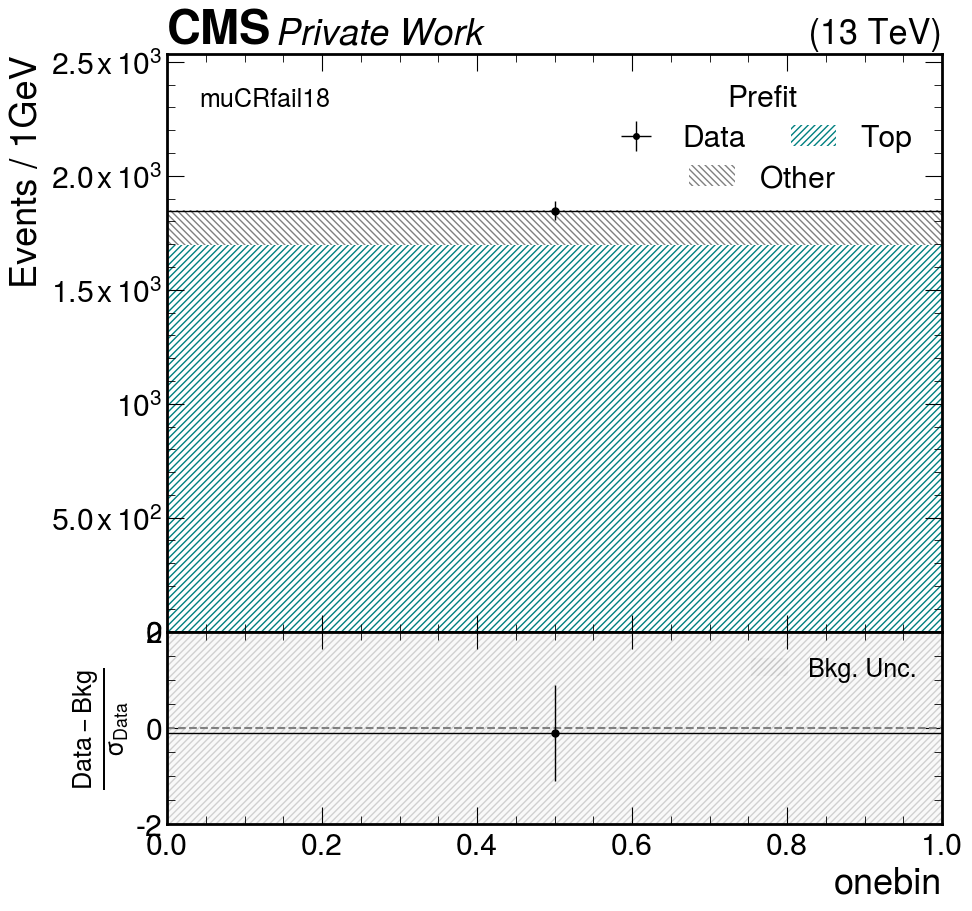 CMS Private Work (13 TeV)
Events / 1GeV
2.5 x 10³
2.0 x 10³
1.5 x 10³
10³
5.0 x 10²
0
muCRfail18
Prefit
Data Top
Other
2
0
-2
Data – Bkg
σData
Bkg. Unc.
0.0 0.2 0.4 0.6 0.8 1.0
onebin